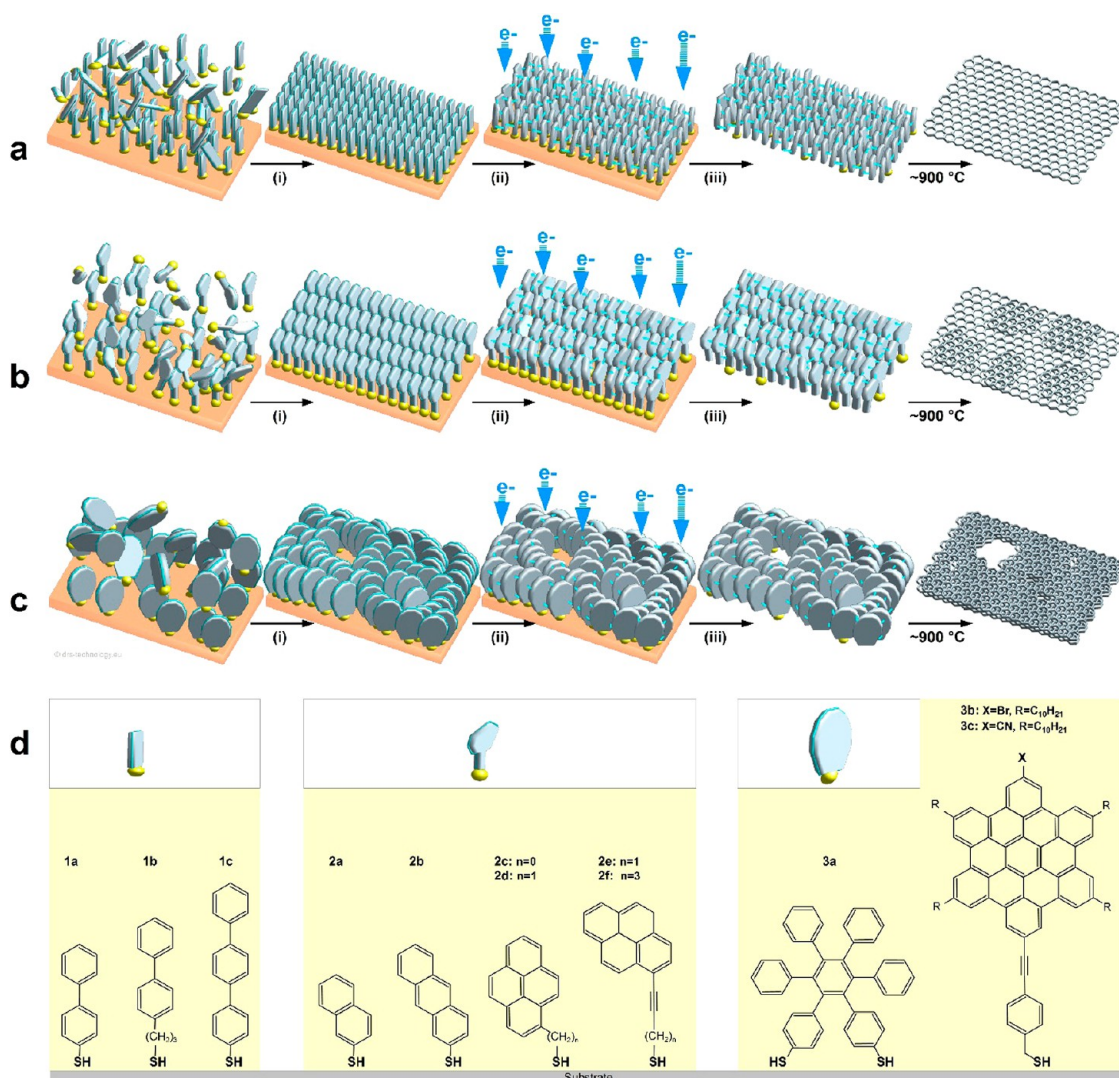 e- e- e- e- e-
a
(i) (ii) (iii) ~900 °C
e- e- e- e- e-
b
(i) (ii) (iii) ~900 °C
e- e- e- e- e-
c
(i) (ii) (iii) ~900 °C
d
3b: X=Br, R=C10H21
3c: X=CN, R=C10H21
X
R R
R R
1a 1b 1c
2a 2b 2c: n=0 2e: n=1
2d: n=1 2f: n=3
3a
(CH2)3
(CH2)n (CH2)n
SH SH SH
SH SH SH SH
HS SH SH
Substrate